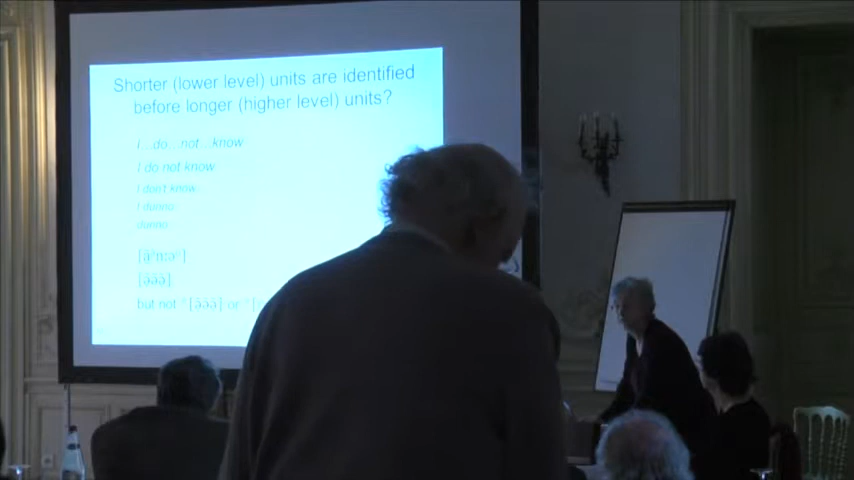 Shorter (lower level) units are identified
before longer (higher level) units?
I…do…not…know
I do not know
I don't know…
I dunno
dunno
but not
or